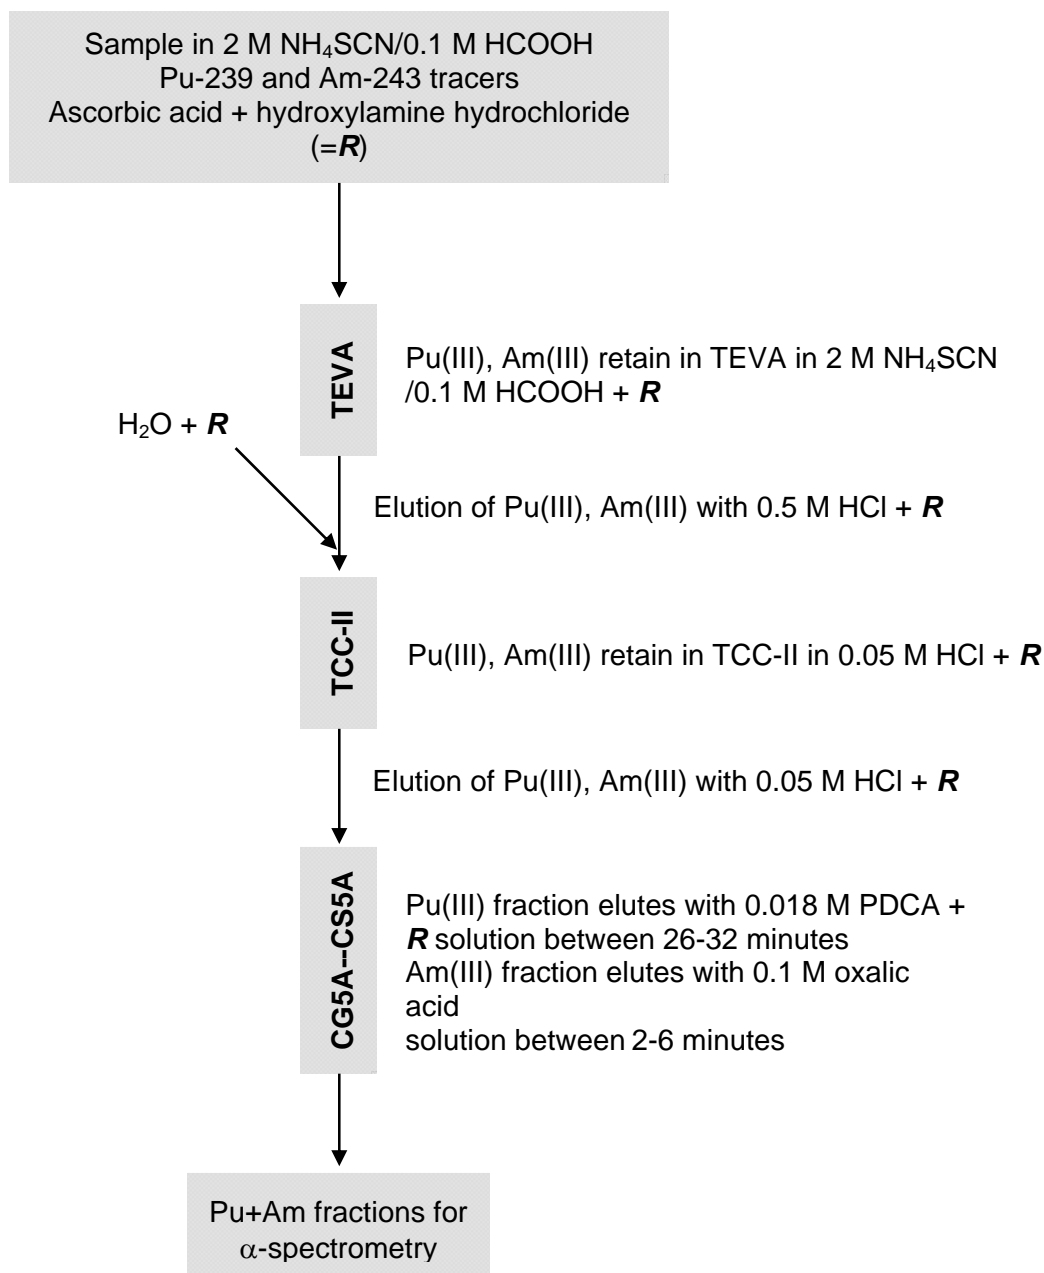 Sample in 2 M NH₄SCN/0.1 M HCOOH
Pu-239 and Am-243 tracers
Ascorbic acid + hydroxylamine hydrochloride
(=R)
TEVA
Pu(III), Am(III) retain in TEVA in 2 M NH₄SCN
/0.1 M HCOOH + R
H₂O + R
Elution of Pu(III), Am(III) with 0.5 M HCl + R
TCC-II
Pu(III), Am(III) retain in TCC-II in 0.05 M HCl + R
Elution of Pu(III), Am(III) with 0.05 M HCl + R
CG5A--CS5A
Pu(III) fraction elutes with 0.018 M PDCA +
R solution between 26-32 minutes
Am(III) fraction elutes with 0.1 M oxalic
acid
solution between 2-6 minutes
Pu+Am fractions for
α-spectrometry